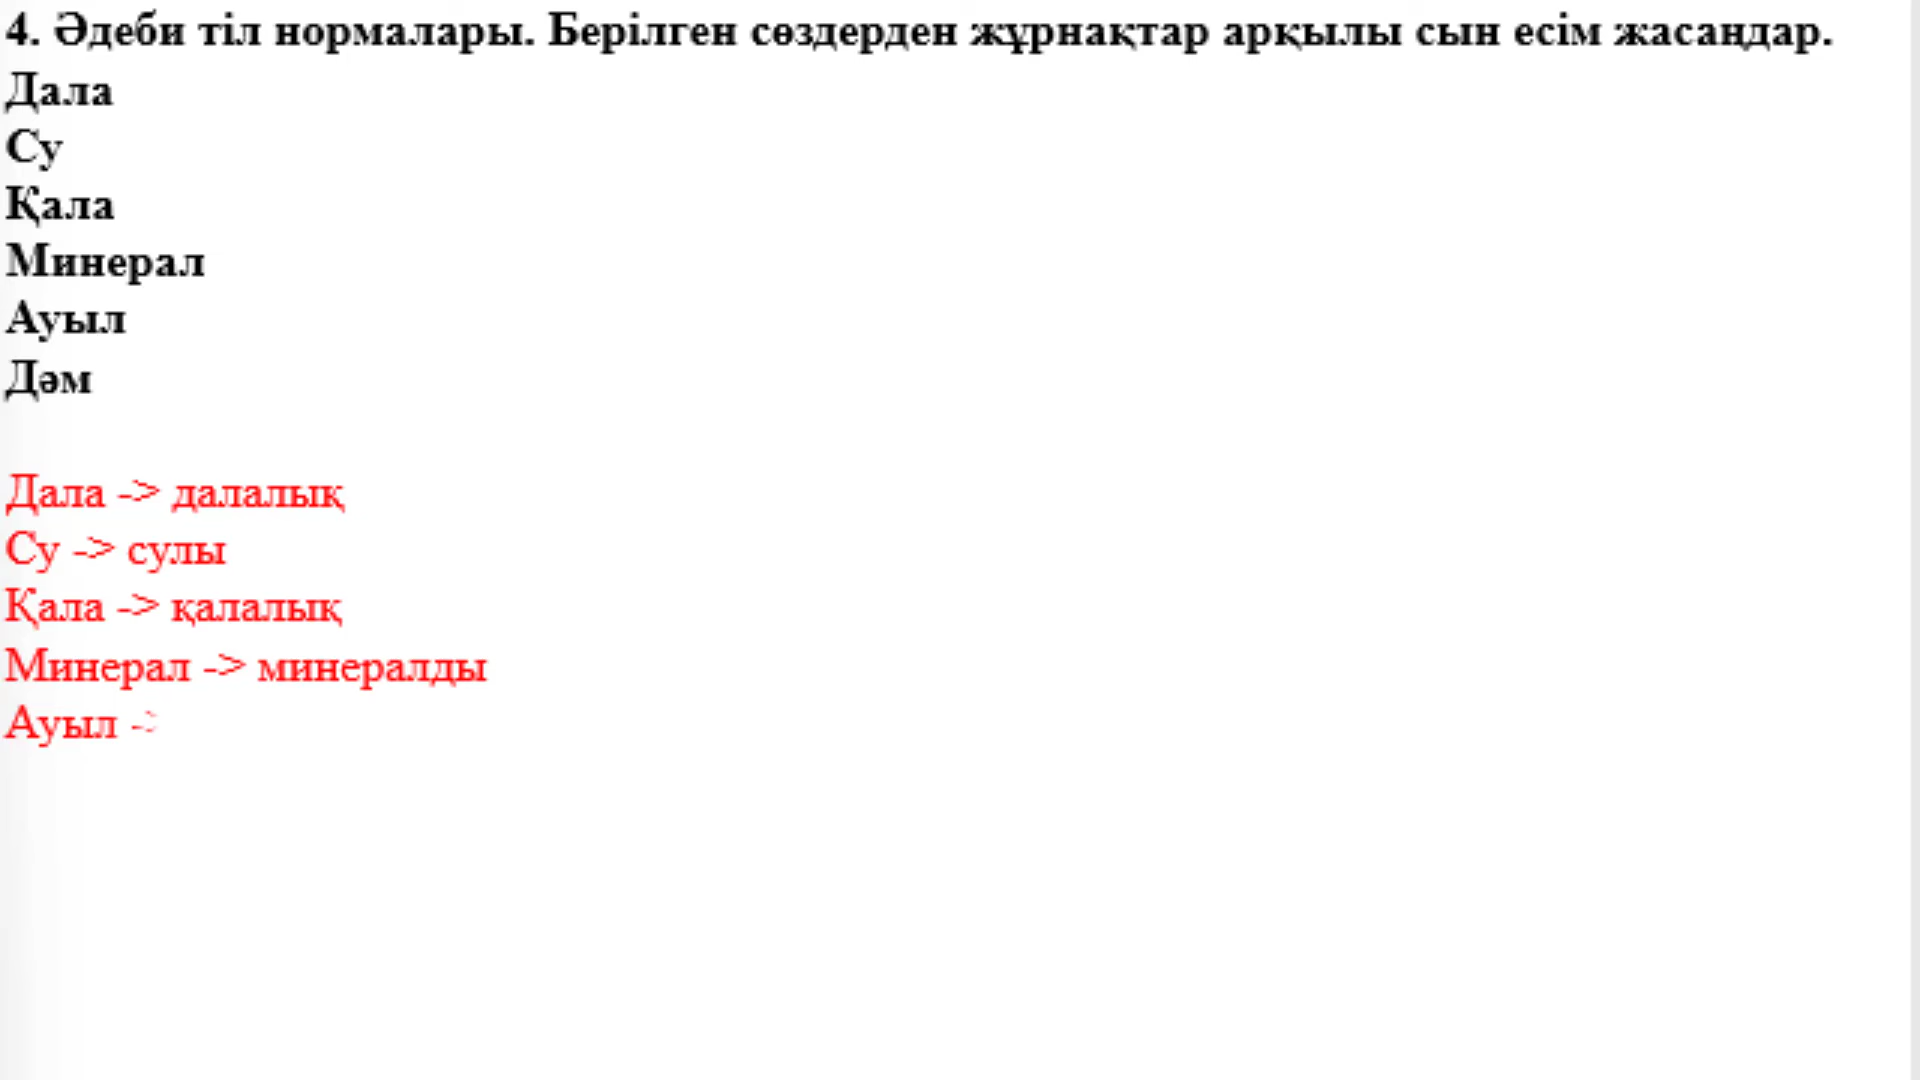 4. Әдеби тіл нормалары. Берілген сөздерден жұрнақтар арқылы сын есім жасаңдар.
Дала
Су
Қала
Минерал
Ауыл
Дәм
Дала -> далалық
Су -> сулы
Қала -> қалалық
Минерал -> минералды
Ауыл -